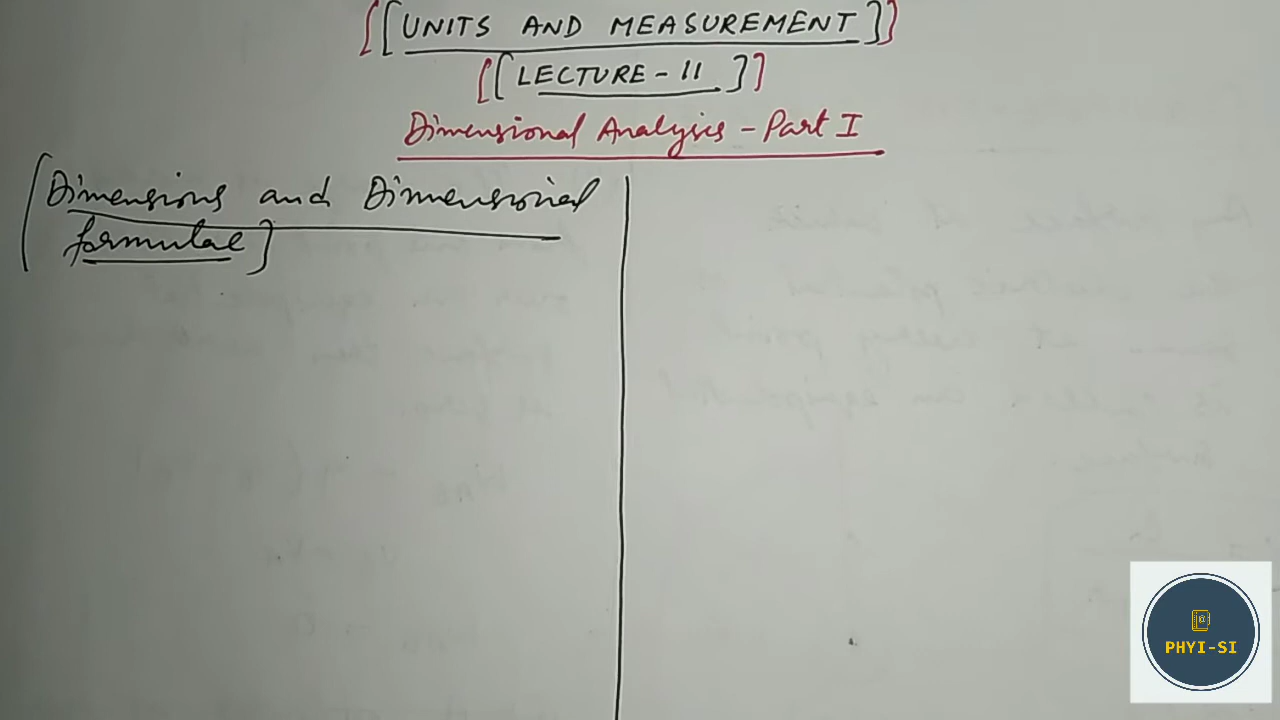 [[UNITS AND MEASUREMENT]]
[[LECTURE-11]]
Dimensional Analysis - Part I
[Dimensions and Dimensional
formulae]
PHYI-SI